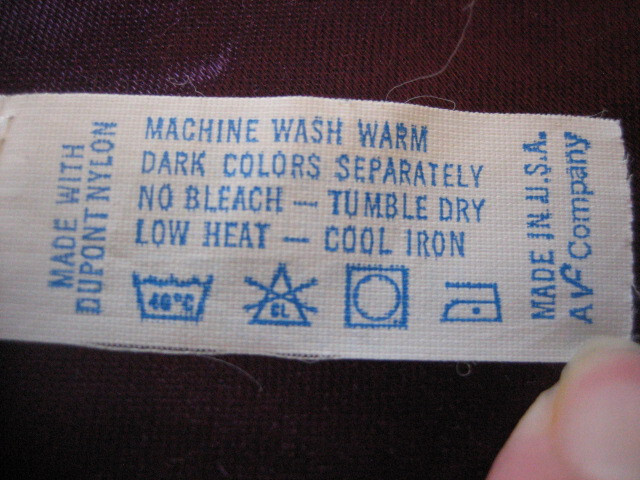 MADE WITH
DUPONT NYLON
MACHINE WASH WARM
DARK COLORS SEPARATELY
NO BLEACH — TUMBLE DRY
LOW HEAT — COOL IRON
40°C
CL
MADE IN U.S.A.
A VF Company